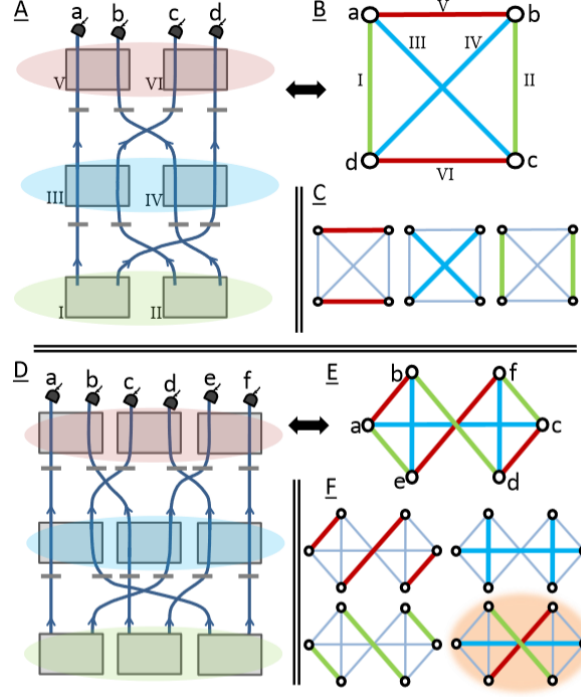 A
a b c d
V VI
III IV
I II
B
a V b
III IV
I II
d VI c
C
D
a b c d e f
E
b f
a c
e d
F